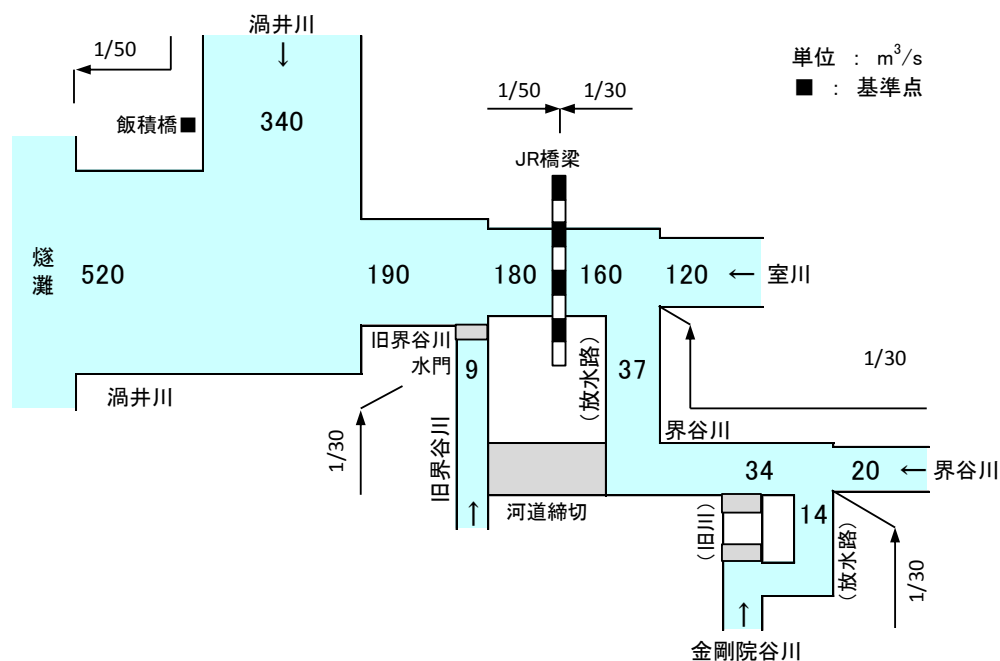 渦井川
↓
1/50
飯積橋■
340
単位 : m³/s
■ : 基準点
1/50
1/30
JR橋梁
燧灘
520
190
180
160
120
← 室川
旧界谷川
水門
9
(放水路)
37
1/30
渦井川
1/30
旧界谷川
↑
界谷川
34
20
← 界谷川
河道締切
(旧川)
14
(放水路)
1/30
↑
金剛院谷川